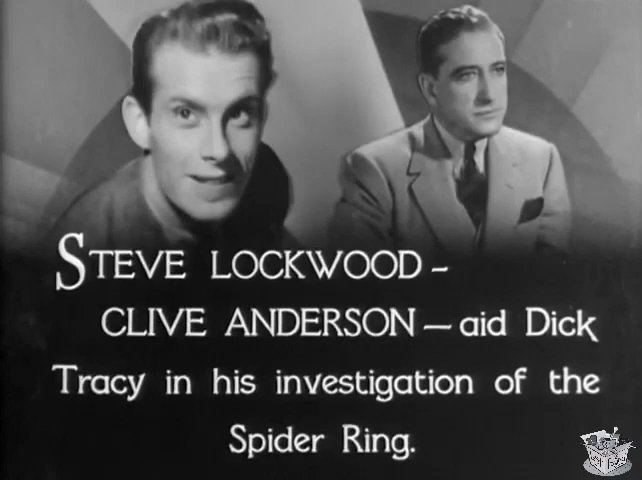 STEVE LOCKWOOD -
CLIVE ANDERSON — aid Dick
Tracy in his investigation of the
Spider Ring.